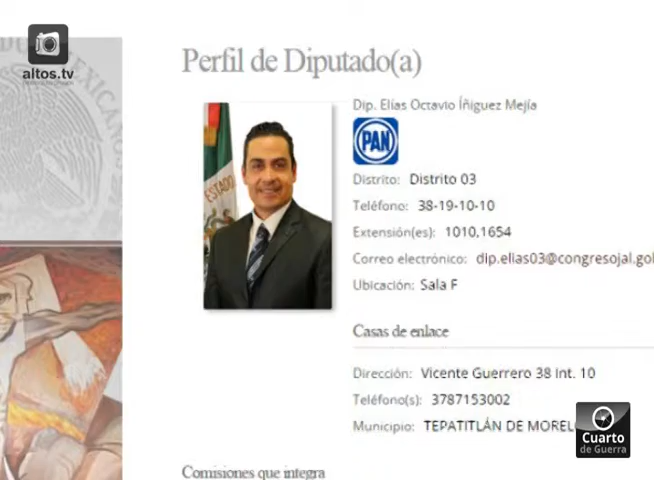 altos.tv
Perfil de Diputado(a)
Dip. Elías Octavio Íñiguez Mejía
PAN
Distrito: Distrito 03
Teléfono: 38-19-10-10
Extensión(es): 1010,1654
Correo electrónico: dip.elias03@congresojal.go
Ubicación: Sala F
Casas de enlace
Dirección: Vicente Guerrero 38 Int. 10
Teléfono(s): 3787153002
Municipio: TEPATITLÁN DE MOREL
Cuarto
de Guerra
Comisiones que integra
ESTADO